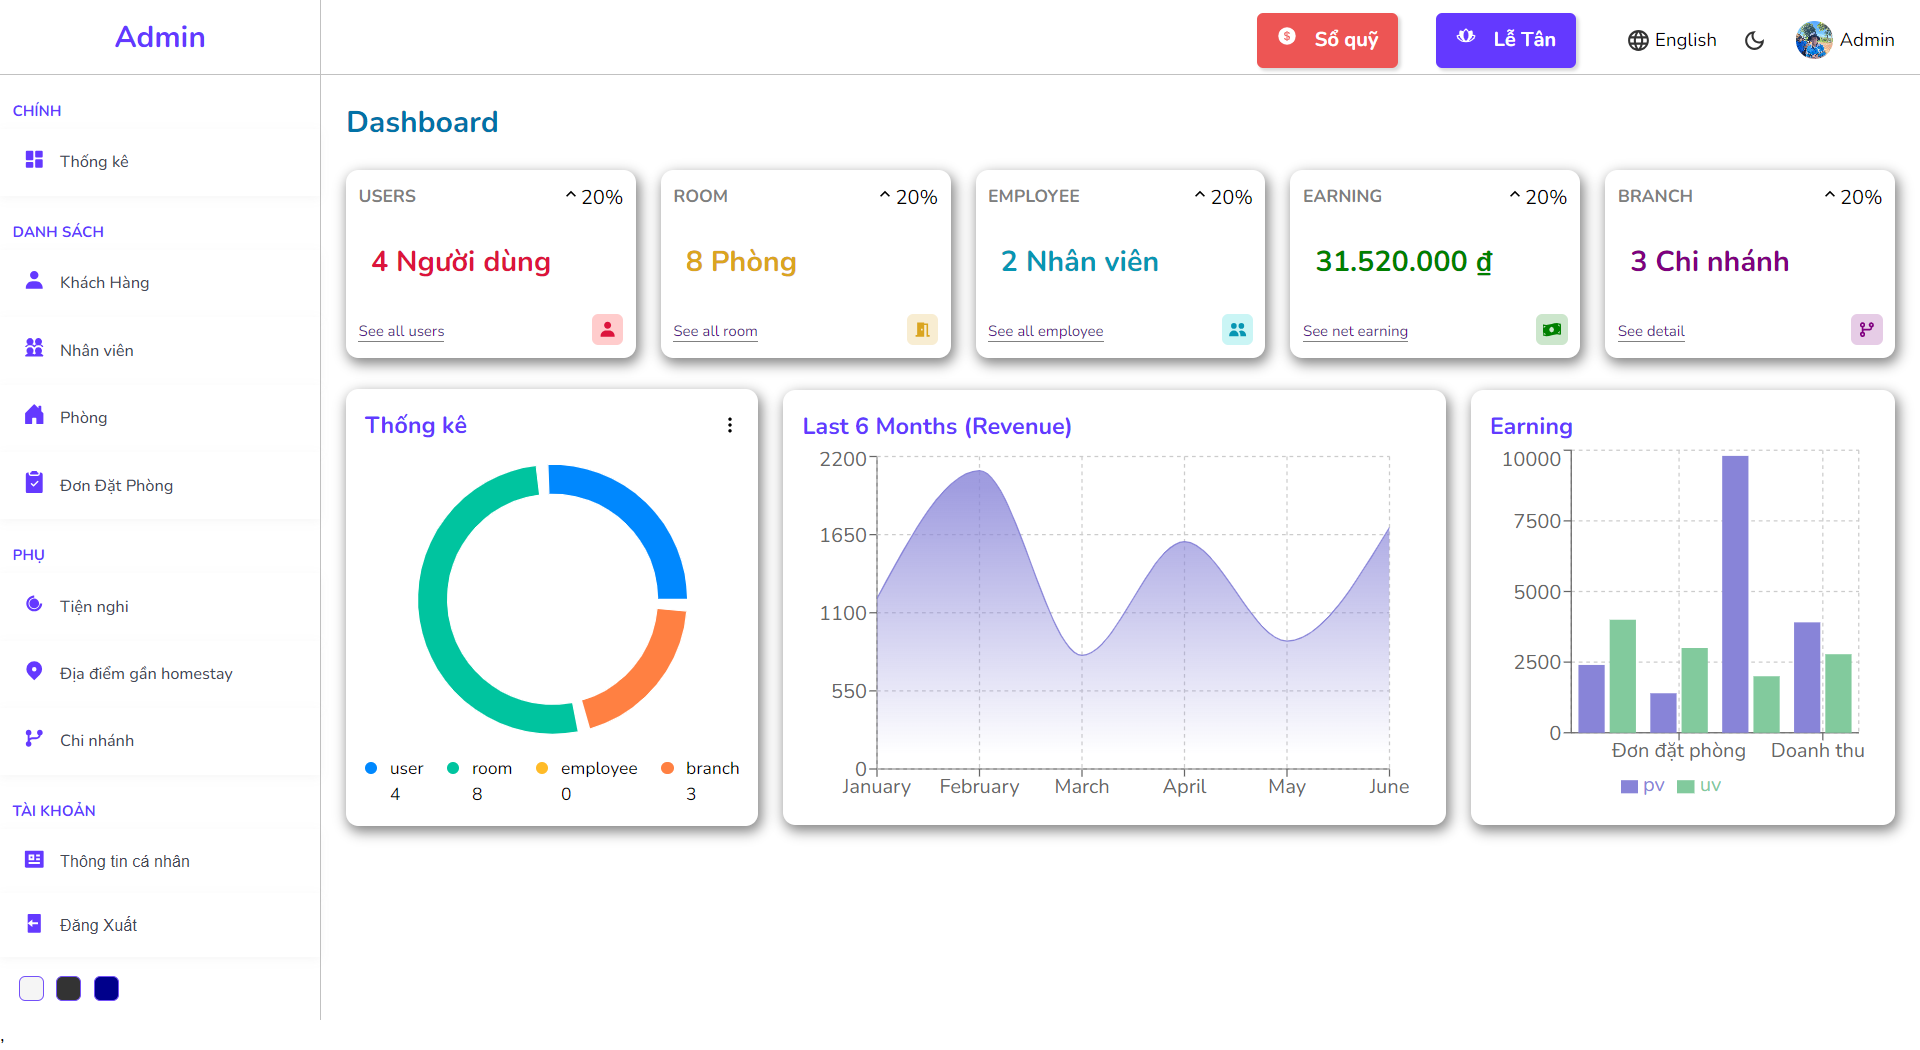 Admin
Sổ quỹ
Lễ Tân
English
Admin
CHÍNH
Thống kê
DANH SÁCH
Khách Hàng
Nhân viên
Phòng
Đơn Đặt Phòng
PHỤ
Tiện nghi
Địa điểm gần homestay
Chi nhánh
TÀI KHOẢN
Thông tin cá nhân
Đăng Xuất
,
Dashboard
USERS
20%
4 Người dùng
See all users
ROOM
20%
8 Phòng
See all room
EMPLOYEE
20%
2 Nhân viên
See all employee
EARNING
20%
31.520.000 ₫
See net earning
BRANCH
20%
3 Chi nhánh
See detail
Thống kê
user
4
room
8
employee
0
branch
3
Last 6 Months (Revenue)
2200
1650
1100
550
0
January February March April May June
Earning
10000
7500
5000
2500
0
Đơn đặt phòng Doanh thu
pv uv